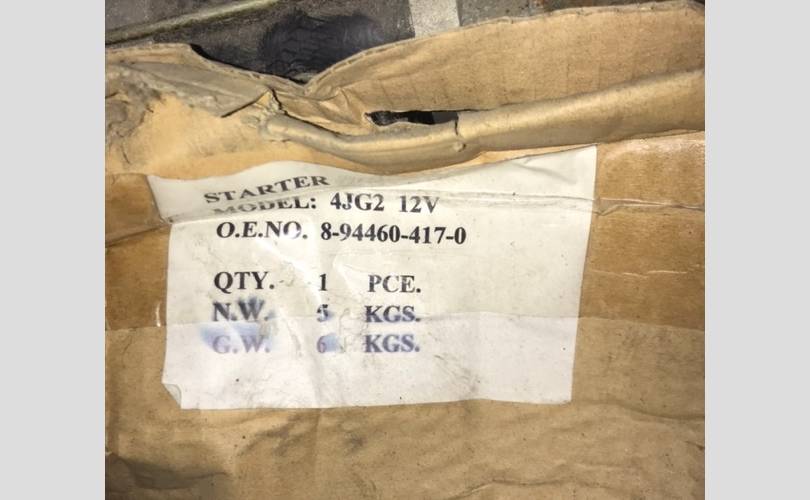 STARTER
MODEL: 4JG2 12V
O.E.NO. 8-94460-417-0
QTY. 1 PCE.
N.W. 5 KGS.
G.W. 6 KGS.